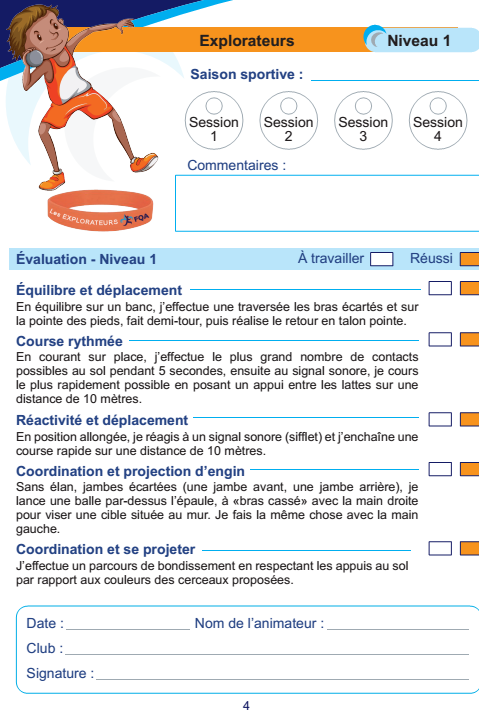 Explorateurs
Niveau 1
Saison sportive :
Session
1
Session
2
Session
3
Session
4
Commentaires :
Les EXPLORATEURS FQA
Évaluation - Niveau 1
À travailler
Réussi
Équilibre et déplacement
En équilibre sur un banc, j’effectue une traversée les bras écartés et sur
la pointe des pieds, fait demi-tour, puis réalise le retour en talon pointe.
Course rythmée
En courant sur place, j’effectue le plus grand nombre de contacts
possibles au sol pendant 5 secondes, ensuite au signal sonore, je cours
le plus rapidement possible en posant un appui entre les lattes sur une
distance de 10 mètres.
Réactivité et déplacement
En position allongée, je réagis à un signal sonore (sifflet) et j’enchaîne une
course rapide sur une distance de 10 mètres.
Coordination et projection d’engin
Sans élan, jambes écartées (une jambe avant, une jambe arrière), je
lance une balle par-dessus l’épaule, à «bras cassé» avec la main droite
pour viser une cible située au mur. Je fais la même chose avec la main
gauche.
Coordination et se projeter
J’effectue un parcours de bondissement en respectant les appuis au sol
par rapport aux couleurs des cerceaux proposées.
Date :
Nom de l’animateur :
Club :
Signature :
4